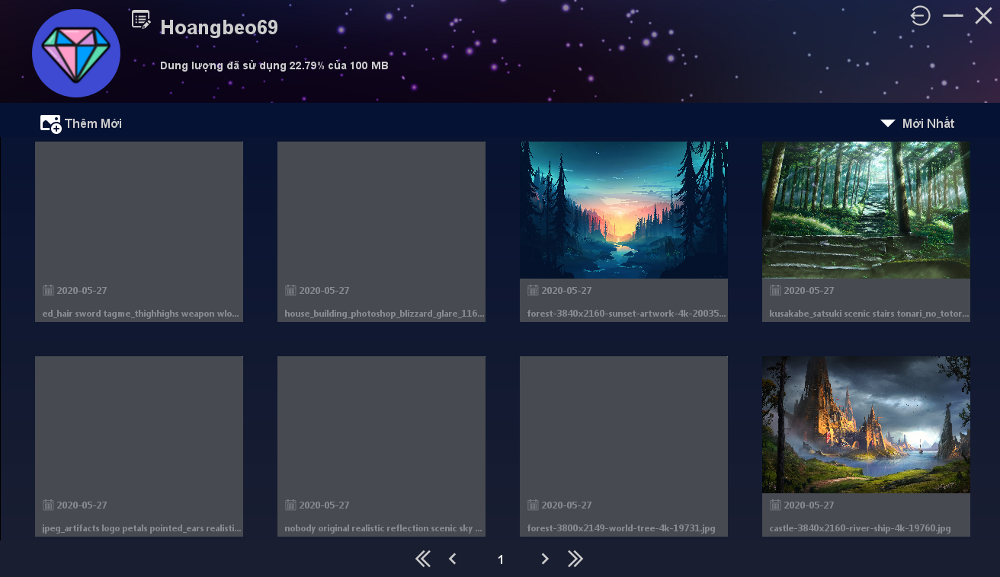 Hoangbeo69
Dung lượng đã sử dụng 22.79% của 100 MB
Thêm Mới
Mới Nhất
2020-05-27
2020-05-27
2020-05-27
2020-05-27
ed_hair sword tagme_thighhighs weapon wlo...
house_building_photoshop_blizzard_glare_116...
forest-3840x2160-sunset-artwork-4k-20035...
kusakabe_satsuki scenic stairs tonari_no_totor...
2020-05-27
2020-05-27
2020-05-27
2020-05-27
jpeg_artifacts logo petals pointed_ears realisti...
nobody original realistic reflection scenic sky ...
forest-3800x2149-world-tree-4k-19731.jpg
castle-3840x2160-river-ship-4k-19760.jpg
1